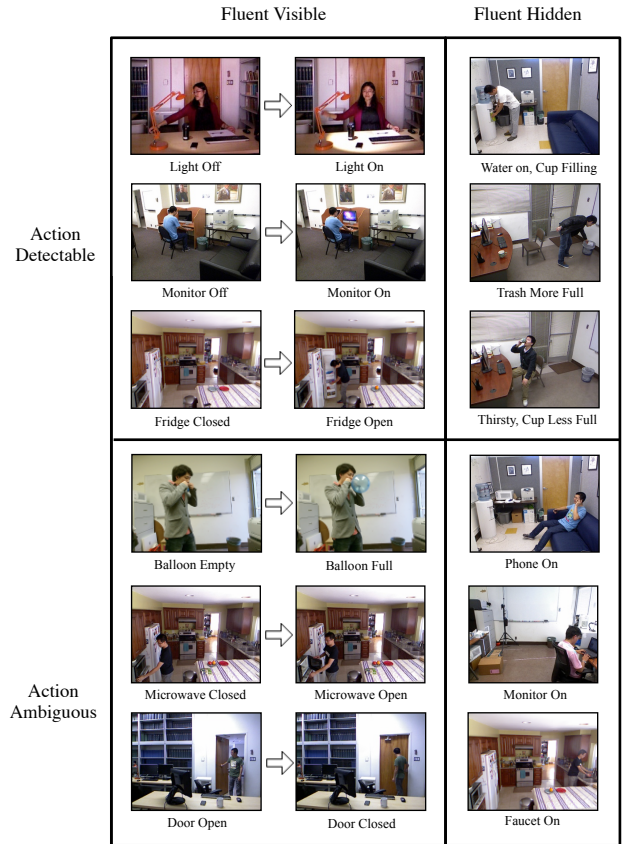 Fluent Visible
Fluent Hidden
Action
Detectable
Light Off
Light On
Water on, Cup Filling
Monitor Off
Monitor On
Trash More Full
Fridge Closed
Fridge Open
Thirsty, Cup Less Full
Action
Ambiguous
Balloon Empty
Balloon Full
Phone On
Microwave Closed
Microwave Open
Monitor On
Door Open
Door Closed
Faucet On